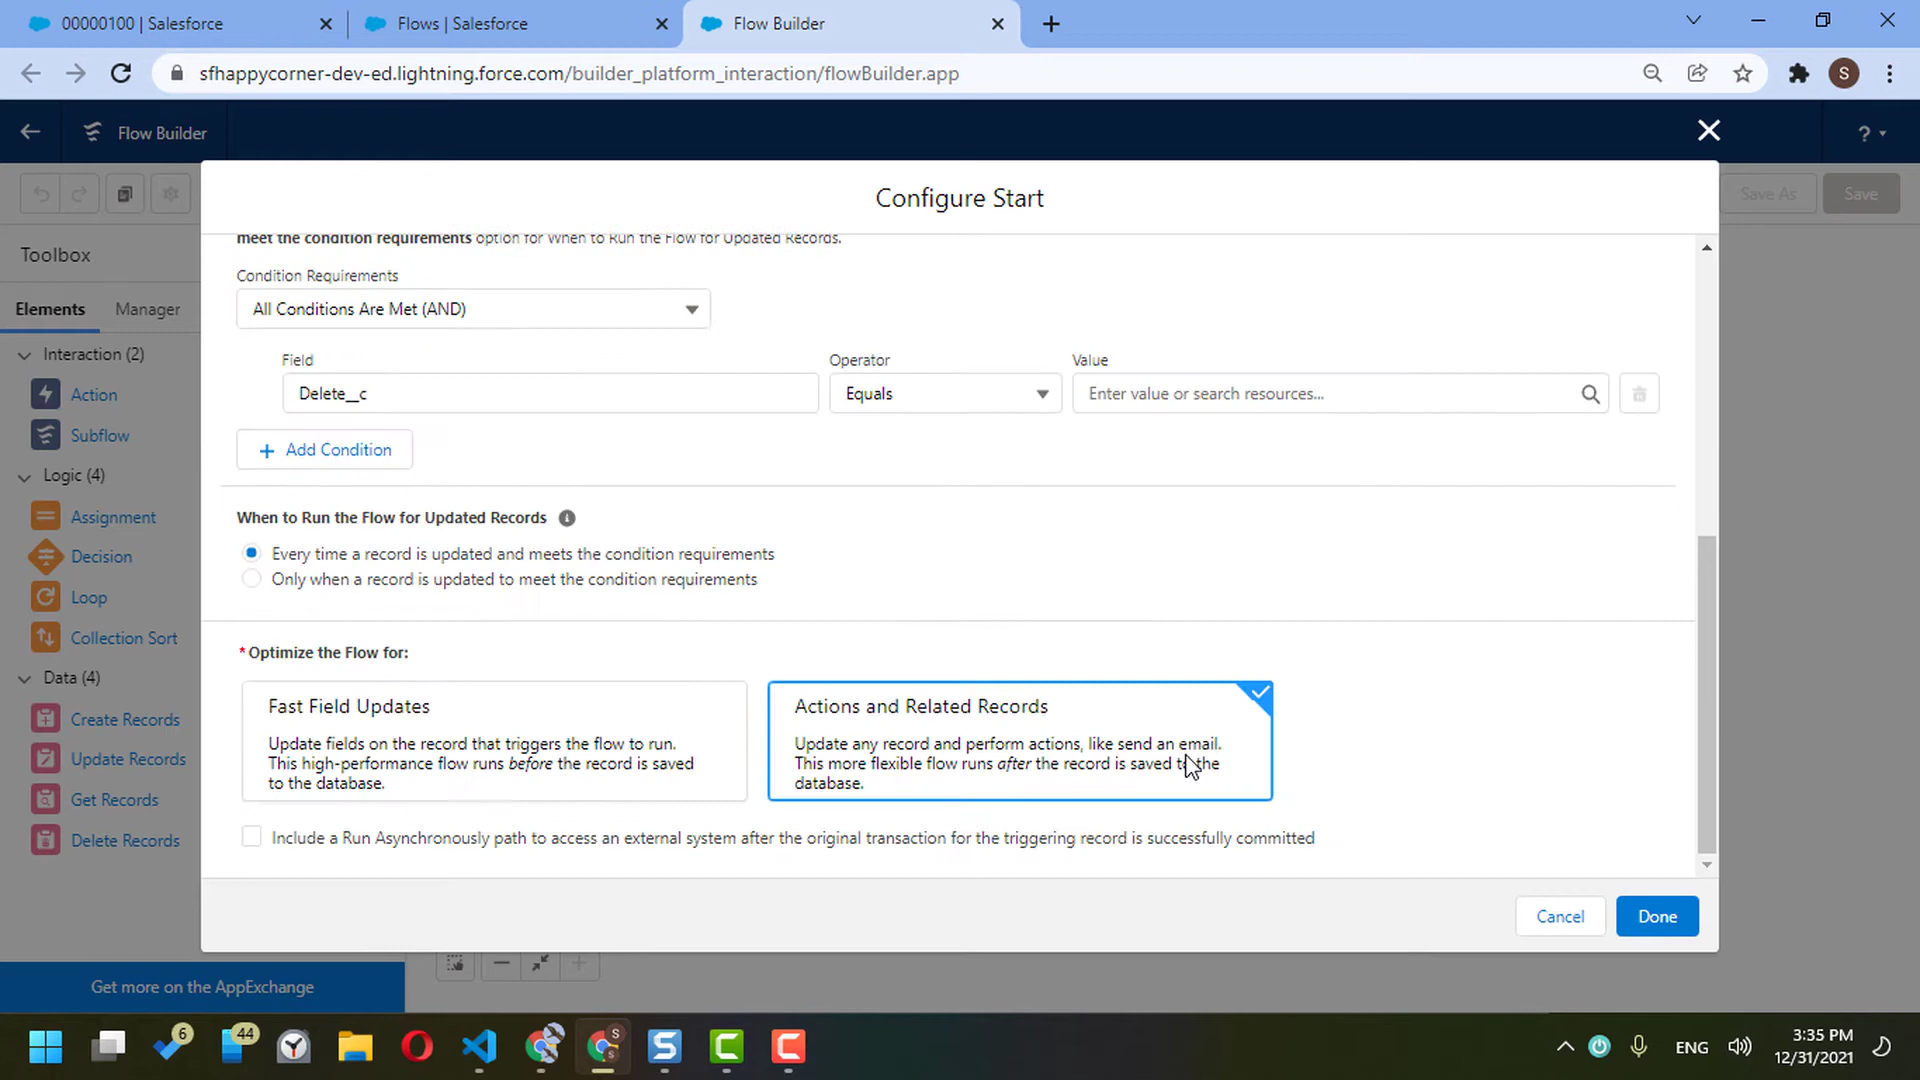 00000100 | Salesforce
Flows | Salesforce
Flow Builder
sfhappycorner-dev-ed.lightning.force.com/builder_platform_interaction/flowBuilder.app
S
Flow Builder
?
Save As
Save
Configure Start
Toolbox
Elements
Manager
Interaction (2)
Action
Subflow
Logic (4)
Assignment
Decision
Loop
Collection Sort
Data (4)
Create Records
Update Records
Get Records
Delete Records
Get more on the AppExchange
meet the condition requirements option for When to Run the Flow for Updated Records.
Condition Requirements
All Conditions Are Met (AND)
Field
Operator
Value
Delete__c
Equals
Enter value or search resources...
+ Add Condition
When to Run the Flow for Updated Records
Every time a record is updated and meets the condition requirements
Only when a record is updated to meet the condition requirements
* Optimize the Flow for:
Fast Field Updates
Update fields on the record that triggers the flow to run.
This high-performance flow runs before the record is saved
to the database.
Actions and Related Records
Update any record and perform actions, like send an email.
This more flexible flow runs after the record is saved to the
database.
Include a Run Asynchronously path to access an external system after the original transaction for the triggering record is successfully committed
Cancel
Done
6
44
S
S
C
C
ENG
3:35 PM
12/31/2021